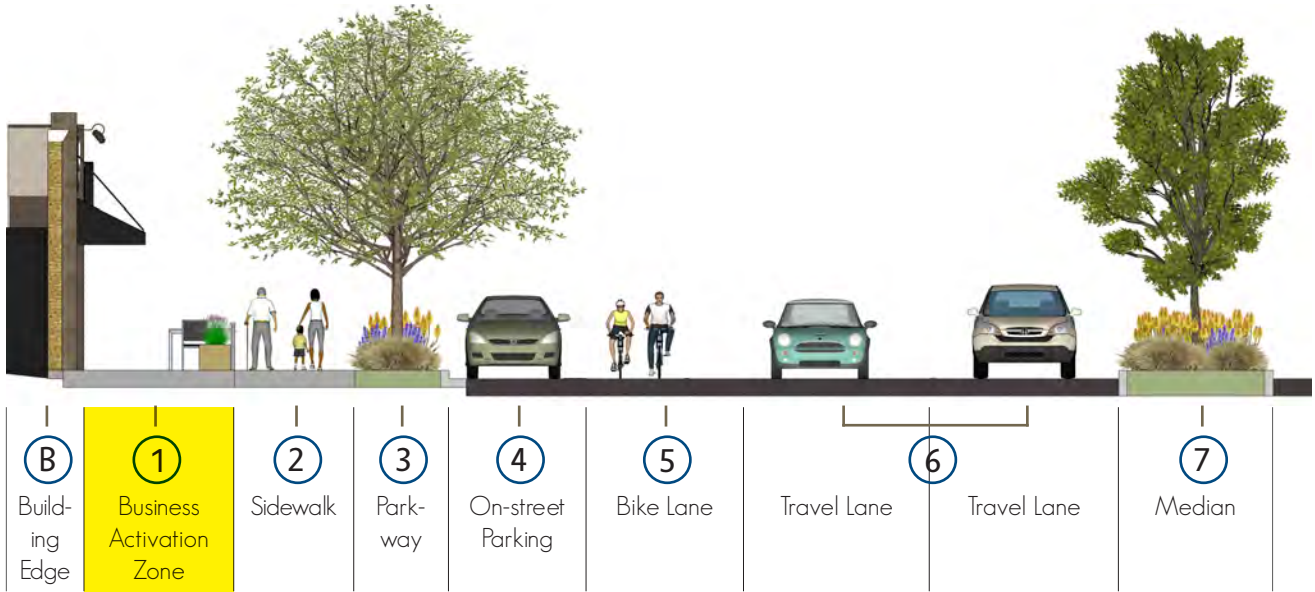 B
Build-
ing
Edge
1
Business
Activation
Zone
2
Sidewalk
3
Park-
way
4
On-street
Parking
5
Bike Lane
6
Travel Lane
Travel Lane
7
Median